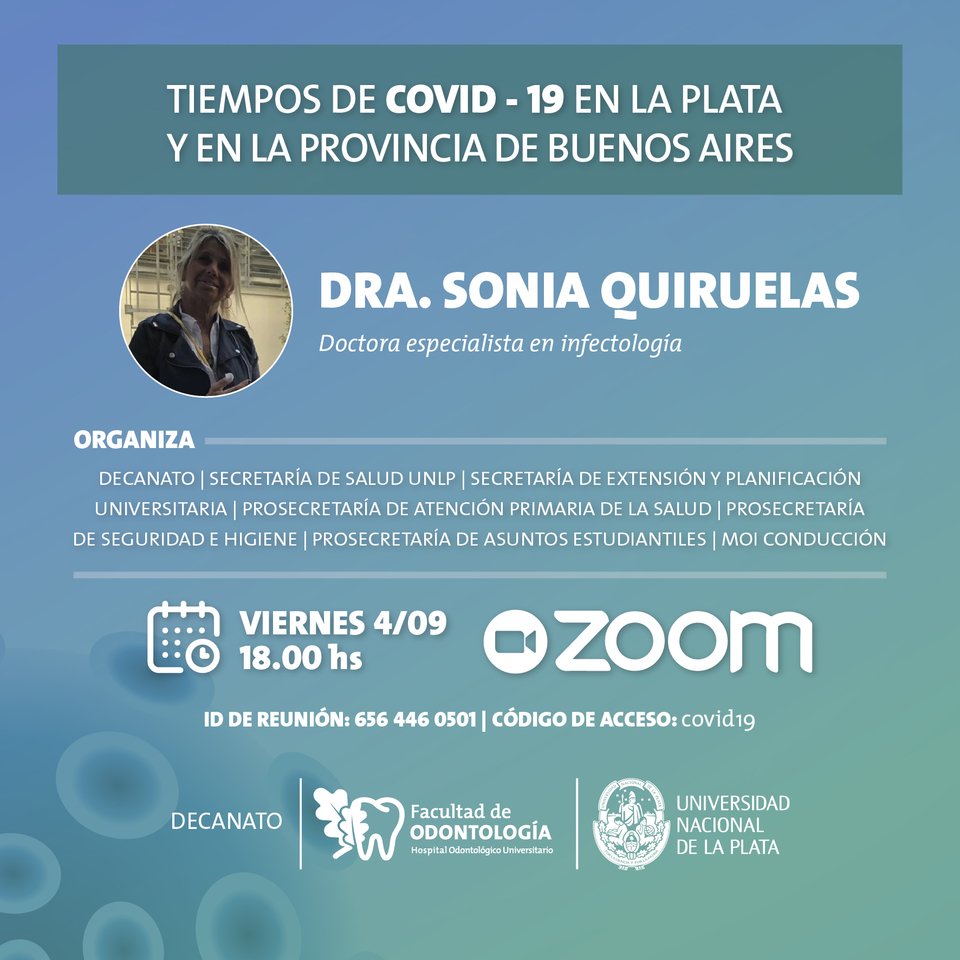 TIEMPOS DE COVID - 19 EN LA PLATA
Y EN LA PROVINCIA DE BUENOS AIRES
DRA. SONIA QUIRUELAS
Doctora especialista en infectología
ORGANIZA
DECANATO | SECRETARÍA DE SALUD UNLP | SECRETARÍA DE EXTENSIÓN Y PLANIFICACIÓN
UNIVERSITARIA | PROSECRETARÍA DE ATENCIÓN PRIMARIA DE LA SALUD | PROSECRETARÍA
DE SEGURIDAD E HIGIENE | PROSECRETARÍA DE ASUNTOS ESTUDIANTILES | MOI CONDUCCIÓN
VIERNES 4/09
18.00 hs
zoom
ID DE REUNIÓN: 656 446 0501 | CÓDIGO DE ACCESO: covid19
DECANATO
Facultad de
ODONTOLOGÍA
Hospital Odontológico Universitario
UNIVERSIDAD
NACIONAL
DE LA PLATA